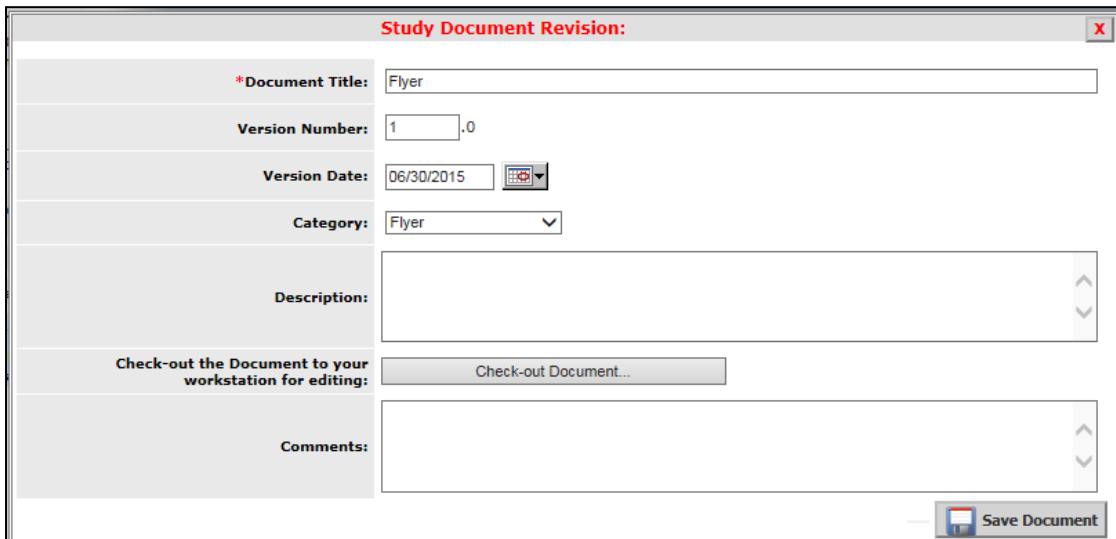 Study Document Revision:
X
*Document Title: Flyer
Version Number: 1 .0
Version Date: 06/30/2015
Category: Flyer
Description:
Check-out the Document to your
workstation for editing:
Check-out Document...
Comments:
Save Document